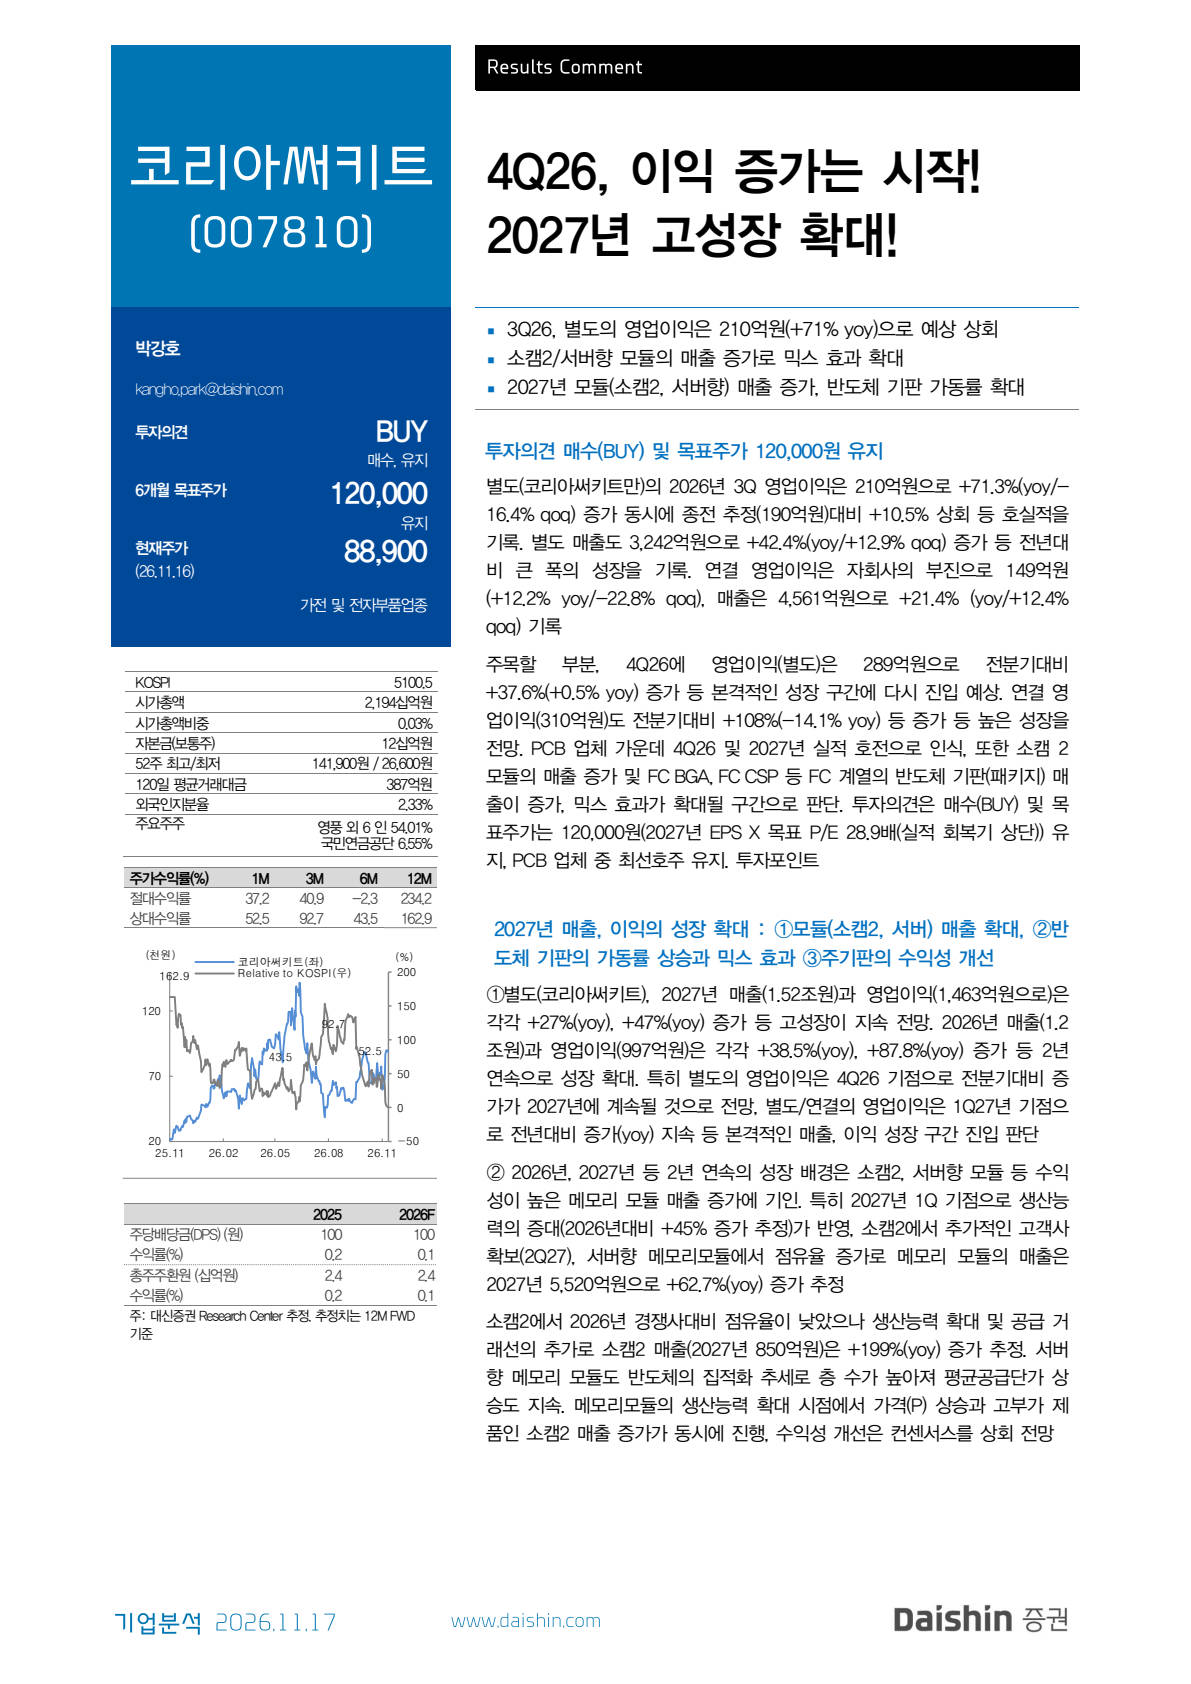 Results Comment
코리아써키트
(007810)
4Q26, 이익 증가는 시작!
2027년 고성장 확대!
박강호
kangho.park@daishin.com
투자의견
BUY
매수, 유지
6개월 목표주가
120,000
유지
현재주가
88,900
(26.11.16)
가전 및 전자부품업종
■ 3Q26, 별도의 영업이익은 210억원(+71% yoy)으로 예상 상회
■ 소캠2/서버향 모듈의 매출 증가로 믹스 효과 확대
■ 2027년 모듈(소캠2, 서버향) 매출 증가, 반도체 기판 가동률 확대
KOSPI 5100.5
시가총액 2,194십억원
시가총액비중 0.03%
자본금(보통주) 12십억원
52주 최고/최저 141,900원 / 26,600원
120일 평균거래대금 387억원
외국인지분율 2.33%
주요주주 영풍 외 6 인 54.01%
국민연금공단 6.55%
주가수익률(%) 1M 3M 6M 12M
절대수익률 37.2 40.9 -2.3 234.2
상대수익률 52.5 92.7 43.5 162.9
(천원) 코리아써키트(좌) (%)
Relative to KOSPI(우)
162.9
92.7
43.5
52.5
120
70
20
200
150
100
50
0
-50
25.11 26.02 26.05 26.08 26.11
2025 2026F
주당배당금(DPS) (원) 100 100
수익률(%) 0.2 0.1
총주주환원 (십억원) 2.4 2.4
수익률(%) 0.2 0.1
주: 대신증권 Research Center 추정. 추정치는 12M FWD
기준
투자의견 매수(BUY) 및 목표주가 120,000원 유지
별도(코리아써키트만)의 2026년 3Q 영업이익은 210억원으로 +71.3%(yoy/-
16.4% qoq) 증가 동시에 종전 추정(190억원)대비 +10.5% 상회 등 호실적을
기록. 별도 매출도 3,242억원으로 +42.4%(yoy/+12.9% qoq) 증가 등 전년대
비 큰 폭의 성장을 기록. 연결 영업이익은 자회사의 부진으로 149억원
(+12.2% yoy/-22.8% qoq), 매출은 4,561억원으로 +21.4% (yoy/+12.4%
qoq) 기록
주목할 부분, 4Q26에 영업이익(별도)은 289억원으로 전분기대비
+37.6%(+0.5% yoy) 증가 등 본격적인 성장 구간에 다시 진입 예상. 연결 영
업이익(310억원)도 전분기대비 +108%(-14.1% yoy) 등 증가 등 높은 성장을
전망. PCB 업체 가운데 4Q26 및 2027년 실적 호전으로 인식, 또한 소캠 2
모듈의 매출 증가 및 FC BGA, FC CSP 등 FC 계열의 반도체 기판(패키지) 매
출이 증가, 믹스 효과가 확대될 구간으로 판단. 투자의견은 매수(BUY) 및 목
표주가는 120,000원(2027년 EPS X 목표 P/E 28.9배(실적 회복기 상단)) 유
지, PCB 업체 중 최선호주 유지. 투자포인트
2027년 매출, 이익의 성장 확대 : ①모듈(소캠2, 서버) 매출 확대, ②반
도체 기판의 가동률 상승과 믹스 효과 ③주기판의 수익성 개선
①별도(코리아써키트), 2027년 매출(1.52조원)과 영업이익(1,463억원으로)은
각각 +27%(yoy), +47%(yoy) 증가 등 고성장이 지속 전망. 2026년 매출(1.2
조원)과 영업이익(997억원)은 각각 +38.5%(yoy), +87.8%(yoy) 증가 등 2년
연속으로 성장 확대. 특히 별도의 영업이익은 4Q26 기점으로 전분기대비 증
가가 2027년에 계속될 것으로 전망, 별도/연결의 영업이익은 1Q27년 기점으
로 전년대비 증가(yoy) 지속 등 본격적인 매출, 이익 성장 구간 진입 판단
② 2026년, 2027년 등 2년 연속의 성장 배경은 소캠2, 서버향 모듈 등 수익
성이 높은 메모리 모듈 매출 증가에 기인. 특히 2027년 1Q 기점으로 생산능
력의 증대(2026년대비 +45% 증가 추정)가 반영, 소캠2에서 추가적인 고객사
확보(2Q27), 서버향 메모리모듈에서 점유율 증가로 메모리 모듈의 매출은
2027년 5,520억원으로 +62.7%(yoy) 증가 추정
소캠2에서 2026년 경쟁사대비 점유율이 낮았으나 생산능력 확대 및 공급 거
래선의 추가로 소캠2 매출(2027년 850억원)은 +199%(yoy) 증가 추정. 서버
향 메모리 모듈도 반도체의 집적화 추세로 층 수가 높아져 평균공급단가 상
승도 지속. 메모리모듈의 생산능력 확대 시점에서 가격(P) 상승과 고부가 제
품인 소캠2 매출 증가가 동시에 진행, 수익성 개선은 컨센서스를 상회 전망
기업분석 2026.11.17
www.daishin.com
Daishin 증권